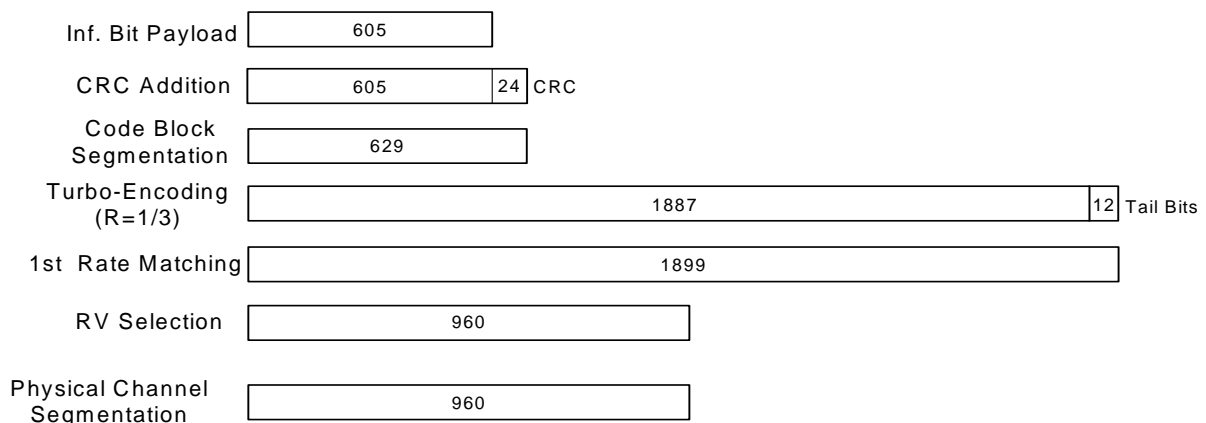 Inf. Bit Payload 605
CRC Addition 605 24 CRC
Code Block
Segmentation 629
Turbo-Encoding
(R=1/3) 1887 12 Tail Bits
1st Rate Matching 1899
RV Selection 960
Physical Channel
Segmentation 960